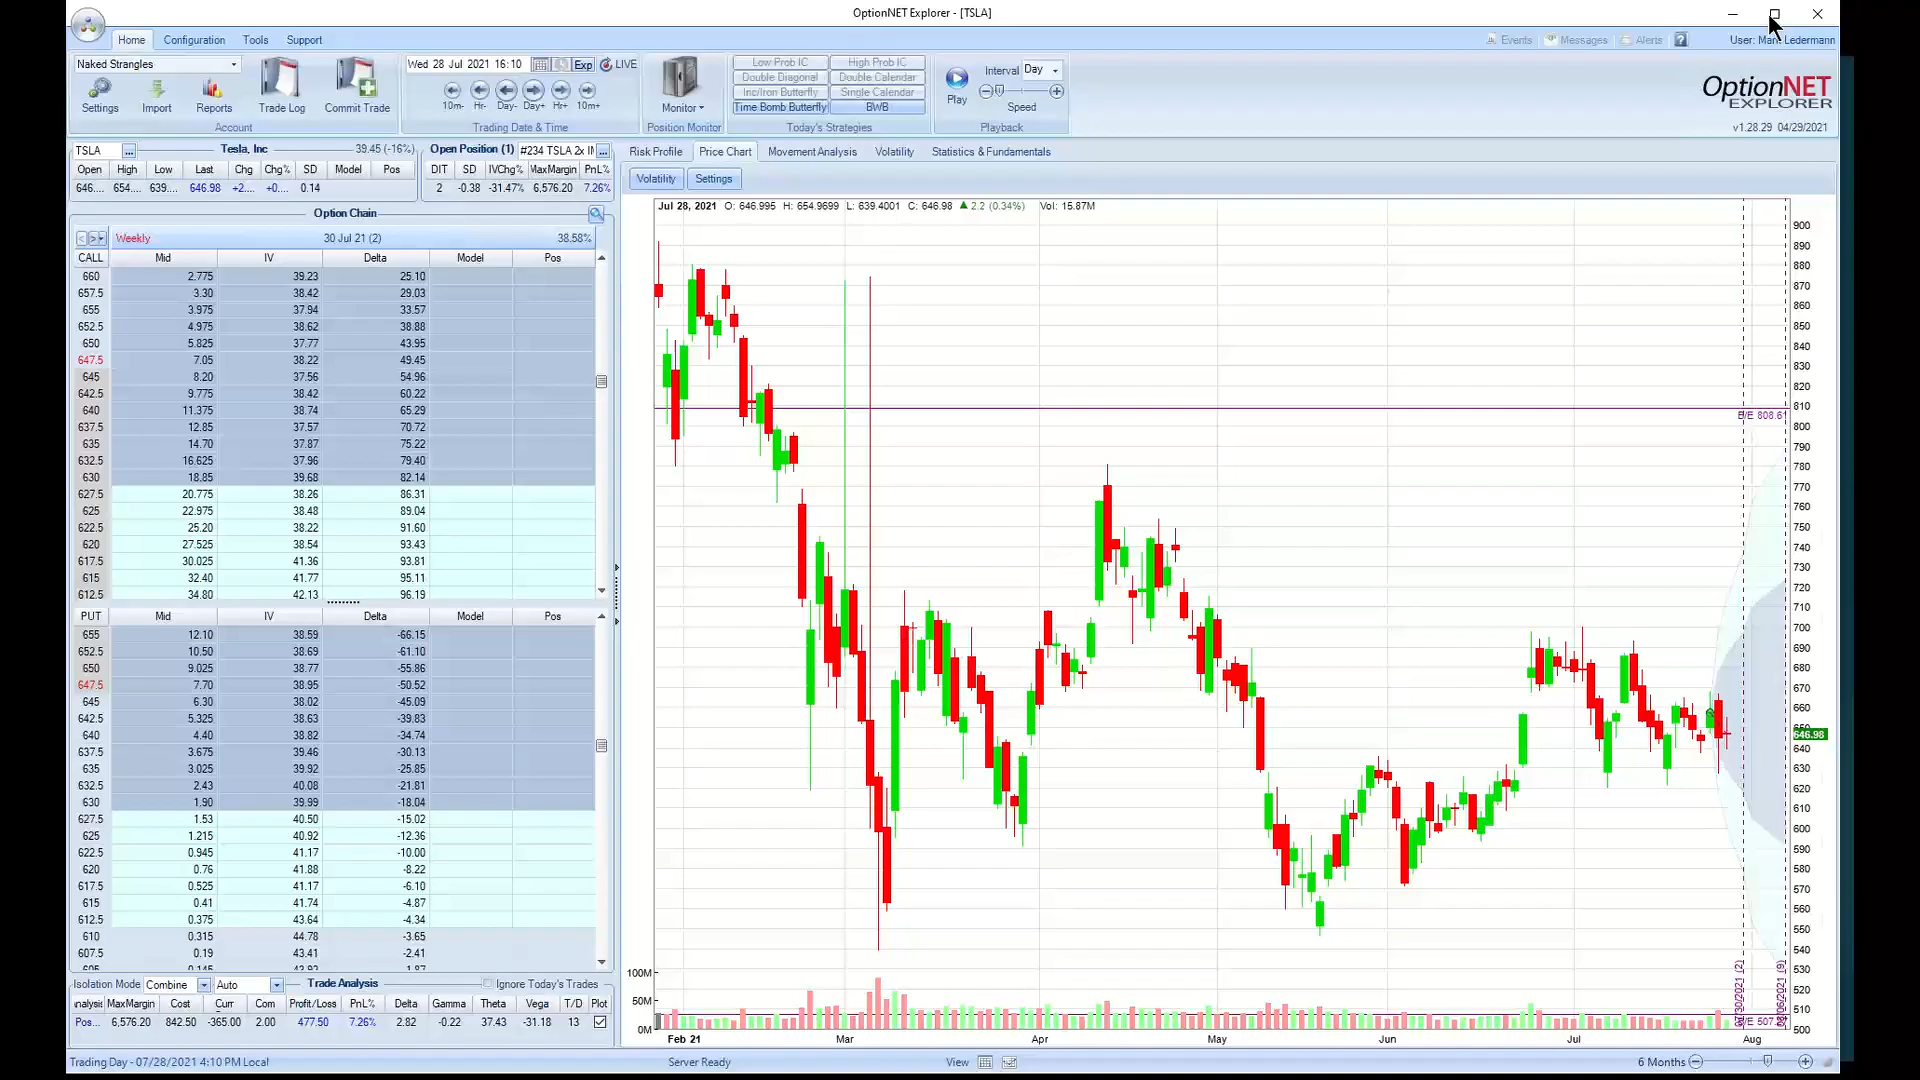 OptionNET Explorer - [TSLA]
Home Configuration Tools Support
Events Messages Alerts User: Mark Ledermann
Naked Strangles
Settings Import Reports Trade Log Commit Trade
Account
Wed 28 Jul 2021 16:10 Exp LIVE
10m- Hr- Day- Day+ Hr+ 10m+
Trading Date & Time
Monitor
Position Monitor
Low Prob IC High Prob IC
Double Diagonal Double Calendar
Inc/Iron Butterfly Single Calendar
Time Bomb Butterfly BWB
Today's Strategies
Play Interval Day
Speed
Playback
OptionNET
EXPLORER
v1.28.29 04/29/2021
TSLA ... Tesla, Inc 39.45 (-16%)
Open High Low Last Chg Chg% SD Model Pos
646.... 654.... 639.... 646.98 +2.... +0.... 0.14
Open Position (1) #234 TSLA 2x I ...
DIT SD IVChg% MaxMargin PnL%
2 -0.38 -31.47% 6,576.20 7.26%
Option Chain
Weekly 30 Jul 21 (2) 38.58%
CALL Mid IV Delta Model Pos
660 2.775 39.23 25.10
657.5 3.30 38.42 29.03
655 3.975 37.94 33.57
652.5 4.975 38.62 38.88
650 5.825 37.77 43.95
647.5 7.05 38.22 49.45
645 8.20 37.56 54.96
642.5 9.775 38.42 60.22
640 11.375 38.74 65.29
637.5 12.85 37.57 70.72
635 14.70 37.87 75.22
632.5 16.625 37.96 79.40
630 18.85 39.68 82.14
627.5 20.775 38.26 86.31
625 22.975 38.48 89.04
622.5 25.20 38.22 91.60
620 27.525 38.54 93.43
617.5 30.025 41.36 93.81
615 32.40 41.77 95.11
612.5 34.80 42.13 96.19
PUT Mid IV Delta Model Pos
655 12.10 38.59 -66.15
652.5 10.50 38.69 -61.10
650 9.025 38.77 -55.86
647.5 7.70 38.95 -50.52
645 6.30 38.02 -45.09
642.5 5.325 38.63 -39.83
640 4.40 38.82 -34.74
637.5 3.675 39.46 -30.13
635 3.025 39.92 -25.85
632.5 2.43 40.08 -21.81
630 1.90 39.99 -18.04
627.5 1.53 40.50 -15.02
625 1.215 40.92 -12.36
622.5 0.945 41.17 -10.00
620 0.76 41.88 -8.22
617.5 0.525 41.17 -6.10
615 0.41 41.74 -4.87
612.5 0.375 43.64 -4.34
610 0.315 44.78 -3.65
607.5 0.19 43.41 -2.41
605 0.145 43.92 -1.87
Isolation Mode Combine Auto Trade Analysis Ignore Today's Trades
nalysis MaxMargin Cost Curr Com Profit/Loss PnL% Delta Gamma Theta Vega T/D Plot
Pos... 6,576.20 842.50 -365.00 2.00 477.50 7.26% 2.82 -0.22 37.43 -31.18 13
Risk Profile Price Chart Movement Analysis Volatility Statistics & Fundamentals
Volatility Settings
Jul 28, 2021 O: 646.995 H: 654.9699 L: 639.4001 C: 646.98 ▲ 2.2 (0.34%) Vol: 15.87M
900
890
880
870
860
850
840
830
820
810
B/E 808.61
800
790
780
770
760
750
740
730
720
710
700
690
680
670
660
650
646.98
640
630
620
610
600
590
580
570
560
550
540
530
520
510
500
100M
50M
0M
07/30/2021 (2)
08/06/2021 (9)
B/E 507.
Feb 21 Mar Apr May Jun Jul Aug
Trading Day - 07/28/2021 4:10 PM Local Server Ready View 6 Months